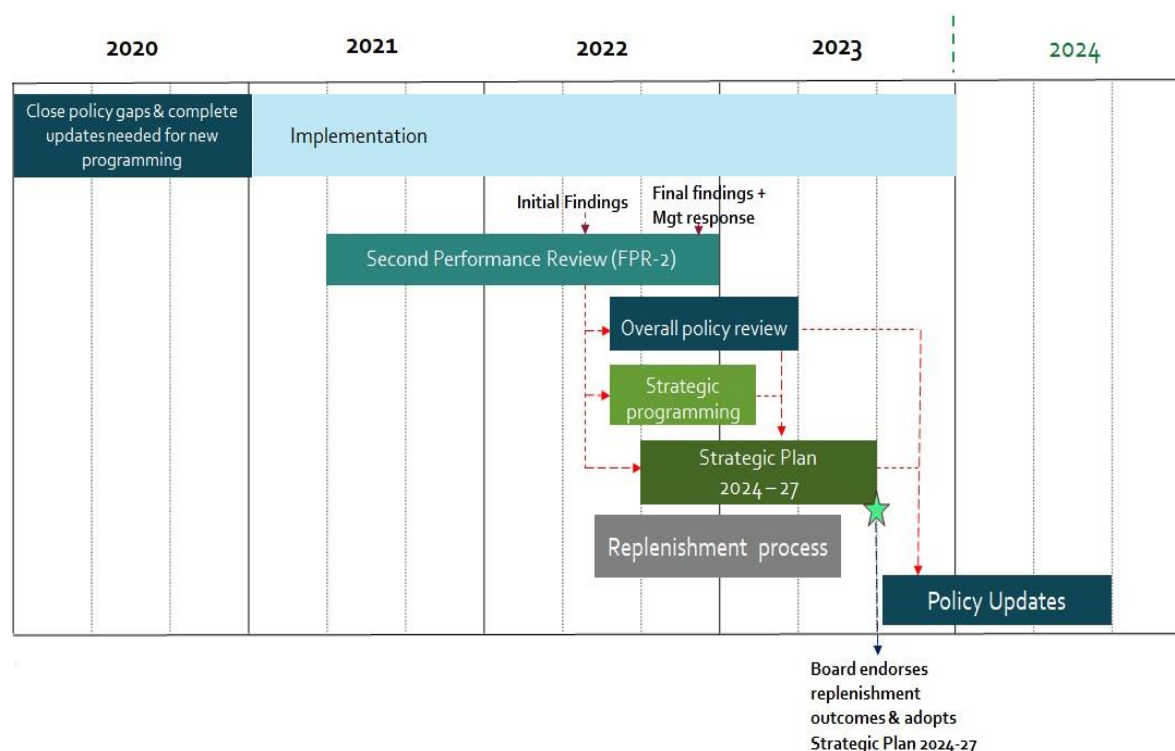 2020
2021
2022
2023
2024
Close policy gaps & complete
updates needed for new
programming
Implementation
Initial Findings
Final findings +
Mgt response
Second Performance Review (FPR-2)
Overall policy review
Strategic
programming
Strategic Plan
2024 – 27
Replenishment process
Policy Updates
Board endorses
replenishment
outcomes & adopts
Strategic Plan 2024-27